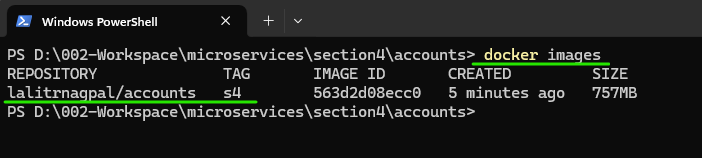 Windows PowerShell
PS D:\002-Workspace\microservices\section4\accounts> docker images
REPOSITORY TAG IMAGE ID CREATED SIZE
lalitrnagpal/accounts s4 563d2d08ecc0 5 minutes ago 757MB
PS D:\002-Workspace\microservices\section4\accounts>